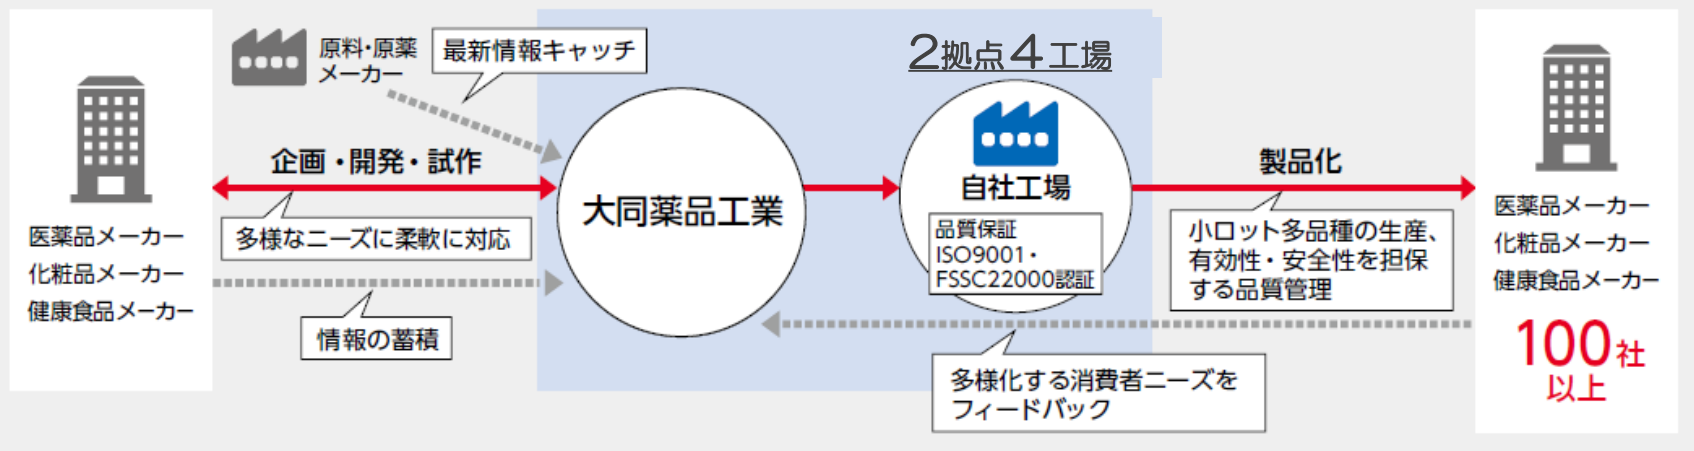 医薬品メーカー
化粧品メーカー
健康食品メーカー
原料・原薬
メーカー
最新情報キャッチ
企画・開発・試作
多様なニーズに柔軟に対応
情報の蓄積
大同薬品工業
2拠点4工場
自社工場
品質保証
ISO9001・
FSSC22000認証
製品化
小ロット多品種の生産、
有効性・安全性を担保
する品質管理
多様化する消費者ニーズを
フィードバック
医薬品メーカー
化粧品メーカー
健康食品メーカー
100社
以上